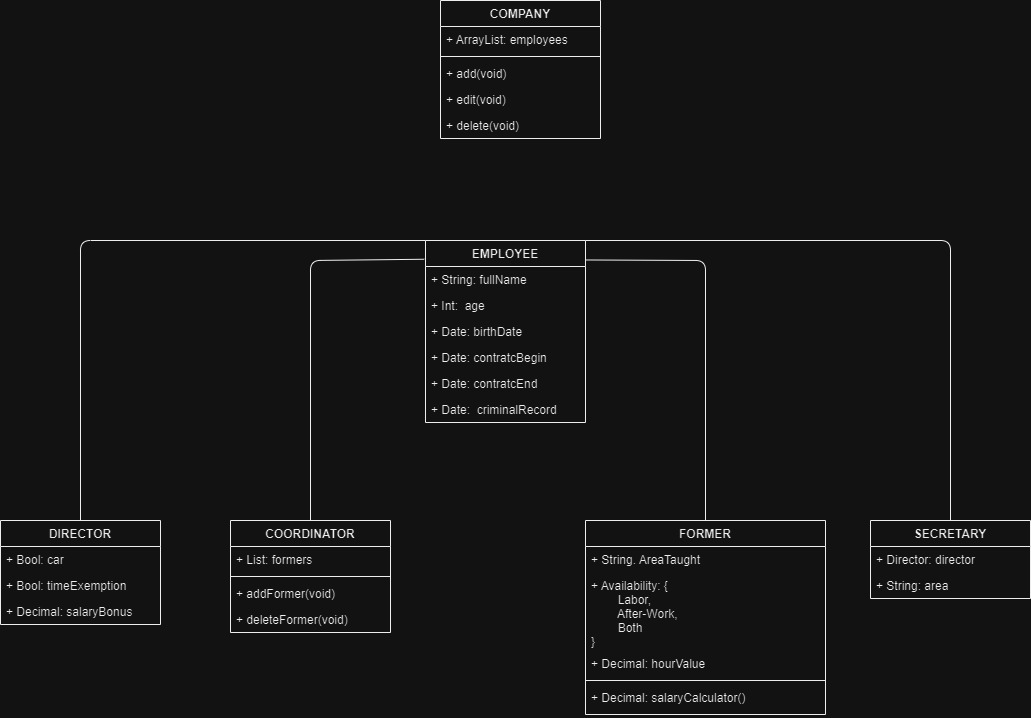 COMPANY
+ ArrayList: employees
+ add(void)
+ edit(void)
+ delete(void)
EMPLOYEE
+ String: fullName
+ Int:  age
+ Date: birthDate
+ Date: contratcBegin
+ Date: contratcEnd
+ Date:  criminalRecord
DIRECTOR
+ Bool: car
+ Bool: timeExemption
+ Decimal: salaryBonus
COORDINATOR
+ List: formers
+ addFormer(void)
+ deleteFormer(void)
FORMER
+ String. AreaTaught
+ Availability: {
Labor,
After-Work,
Both
}
+ Decimal: hourValue
+ Decimal: salaryCalculator()
SECRETARY
+ Director: director
+ String: area